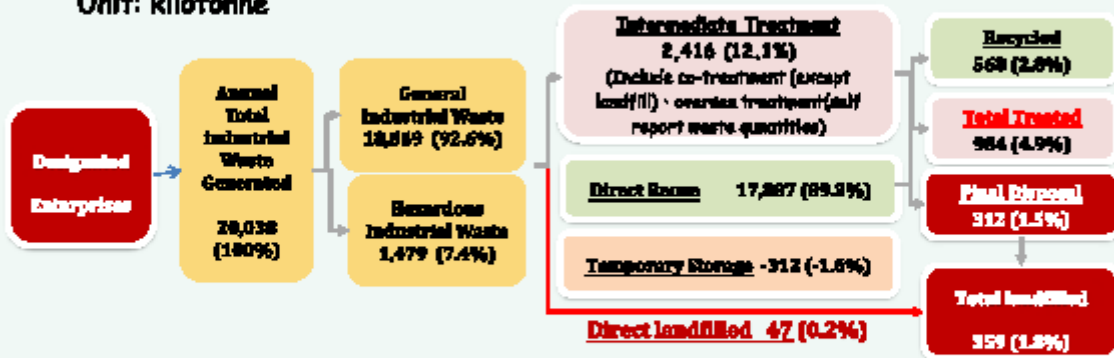 Unit: kilotonne
Designated
Enterprises
Annual
Total
Industrial
Waste
Generated
20,038
(100%)
General
Industrial Waste
18,559 (92.6%)
Hazardous
Industrial Waste
1,479 (7.4%)
Intermediate Treatment
2,416 (12.1%)
(Include co-treatment (except
landfill)、oversea treatment(self
report waste quantities)
Direct Reuse 17,887 (89.3%)
Temporary Storage -312 (-1.6%)
Direct landfilled 47 (0.2%)
Recycled
(2.8%)
Total Treated
984 (4.9%)
Final Disposal
312 (1.5%)
Total landfilled
359 (1.8%)